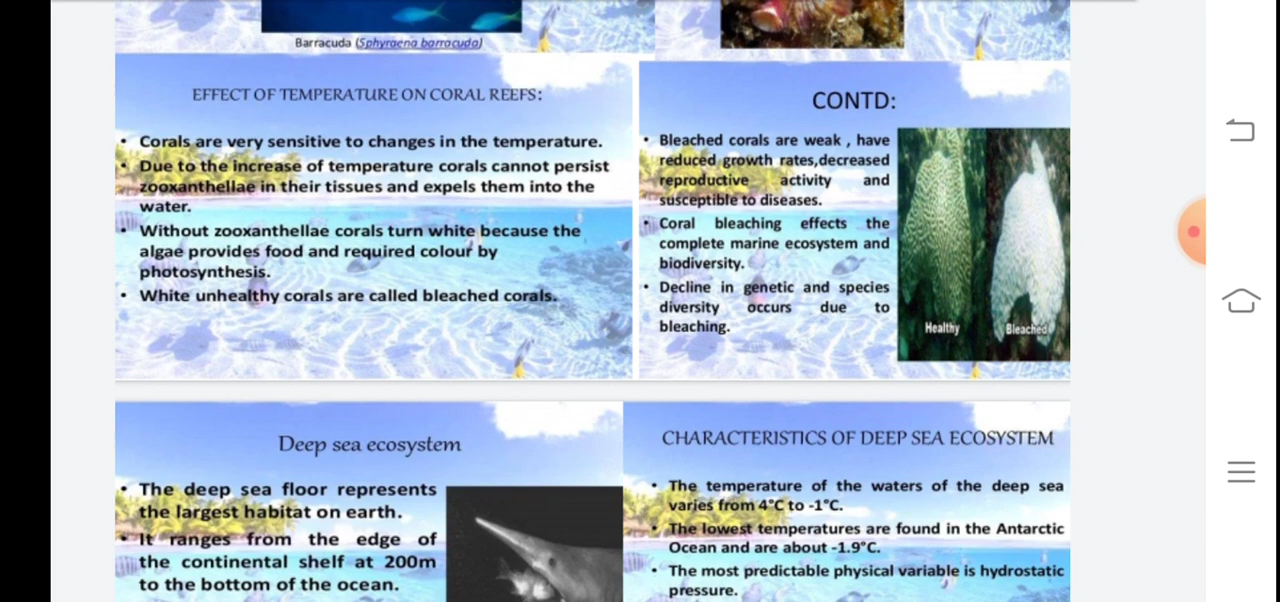 Barracuda (Sphyraena barracuda)
EFFECT OF TEMPERATURE ON CORAL REEFS:
• Corals are very sensitive to changes in the temperature.
• Due to the increase of temperature corals cannot persist
zooxanthellae in their tissues and expels them into the
water.
• Without zooxanthellae corals turn white because the
algae provides food and required colour by
photosynthesis.
• White unhealthy corals are called bleached corals.
CONTD:
• Bleached corals are weak , have
reduced growth rates,decreased
reproductive activity and
susceptible to diseases.
• Coral bleaching effects the
complete marine ecosystem and
biodiversity.
• Decline in genetic and species
diversity occurs due to
bleaching.
Healthy
Bleached
Deep sea ecosystem
• The deep sea floor represents
the largest habitat on earth.
• It ranges from the edge of
the continental shelf at 200m
to the bottom of the ocean.
CHARACTERISTICS OF DEEP SEA ECOSYSTEM
• The temperature of the waters of the deep sea
varies from 4°C to -1°C.
• The lowest temperatures are found in the Antarctic
Ocean and are about -1.9°C.
• The most predictable physical variable is hydrostatic
pressure.